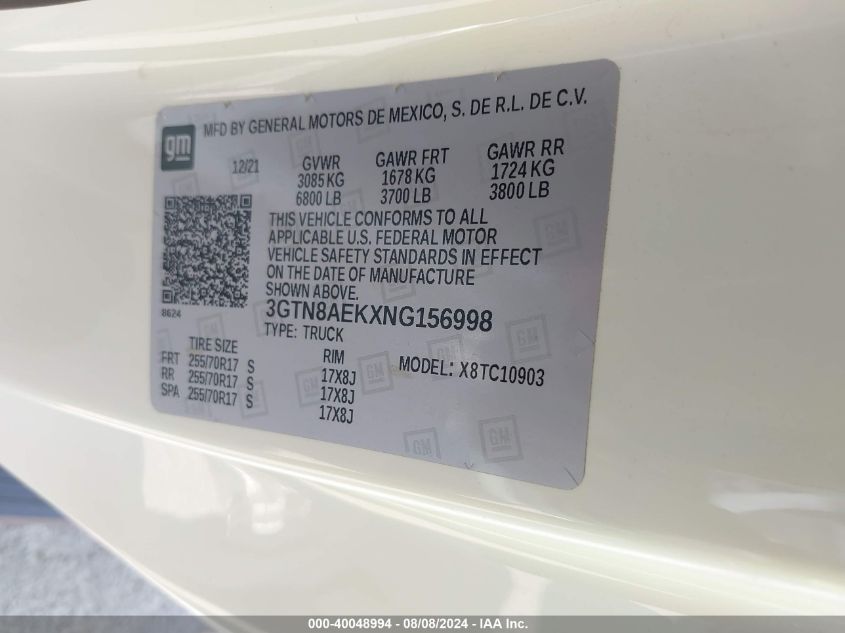 gm
MFD BY GENERAL MOTORS DE MEXICO, S. DE R.L. DE C.V.
12/21
GVWR GAWR FRT GAWR RR
3085 KG 1678 KG 1724 KG
6800 LB 3700 LB 3800 LB
THIS VEHICLE CONFORMS TO ALL
APPLICABLE U.S. FEDERAL MOTOR
VEHICLE SAFETY STANDARDS IN EFFECT
ON THE DATE OF MANUFACTURE
SHOWN ABOVE.
8624
3GTN8AEKXNG156998
TYPE: TRUCK
TIRE SIZE RIM MODEL: X8TC10903
FRT 255/70R17 S 17X8J
RR 255/70R17 S 17X8J
SPA 255/70R17 S 17X8J
GM GM
000-40048994 - 08/08/2024 - IAA Inc.